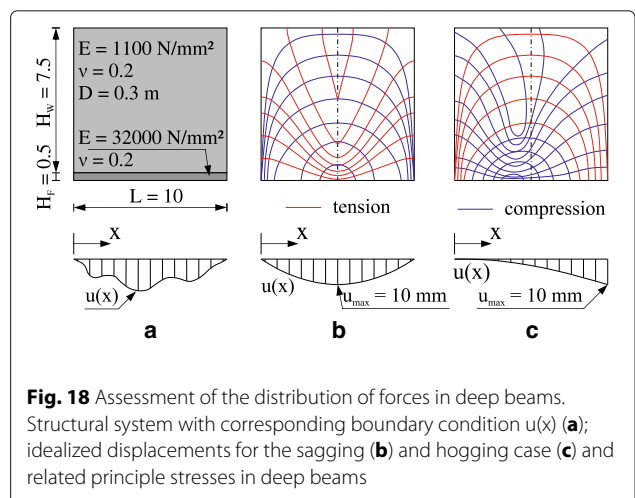 E = 1100 N/mm²
ν = 0.2
D = 0.3 m
E = 32000 N/mm²
ν = 0.2
H_W = 7.5
H_F = 0.5
L = 10
tension
compression
x
x
x
u(x)
u(x)
u_max = 10 mm
u(x)
u_max = 10 mm
a
b
c
Fig. 18 Assessment of the distribution of forces in deep beams.
Structural system with corresponding boundary condition u(x) (a);
idealized displacements for the sagging (b) and hogging case (c) and
related principle stresses in deep beams